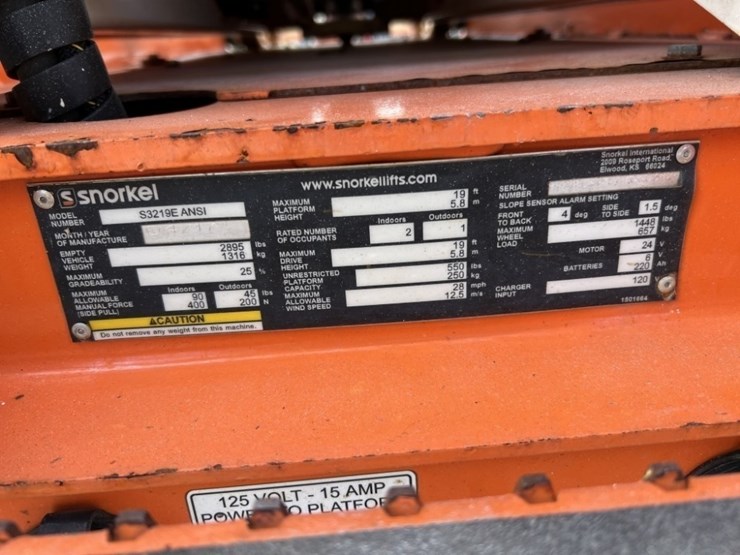 snorkel
www.snorkellifts.com
Snorkel International
2009 Roseport Road,
Elwood, KS 66024
MODEL NUMBER S3219E ANSI
MONTH / YEAR OF MANUFACTURE
EMPTY VEHICLE WEIGHT 2895 lbs
1316 kg
MAXIMUM GRADEABILITY 25 %
Indoors Outdoors
MAXIMUM ALLOWABLE MANUAL FORCE (SIDE PULL) 90 45 lbs
400 200 N
⚠CAUTION
Do not remove any weight from this machine.
MAXIMUM PLATFORM HEIGHT 19 ft
5.8 m
Indoors Outdoors
RATED NUMBER OF OCCUPANTS 2 1
MAXIMUM DRIVE HEIGHT 19 ft
5.8 m
UNRESTRICTED PLATFORM CAPACITY 550 lbs
250 kg
MAXIMUM ALLOWABLE WIND SPEED 28 mph
12.5 m/s
SERIAL NUMBER
SLOPE SENSOR ALARM SETTING
FRONT TO BACK 4 deg SIDE TO SIDE 1.5 deg
MAXIMUM WHEEL LOAD 1448 lbs
657 kg
MOTOR 24 V
BATTERIES 6 V
220 Ah
CHARGER INPUT 120
1501664
125 VOLT - 15 AMP
POWER TO PLATFOR